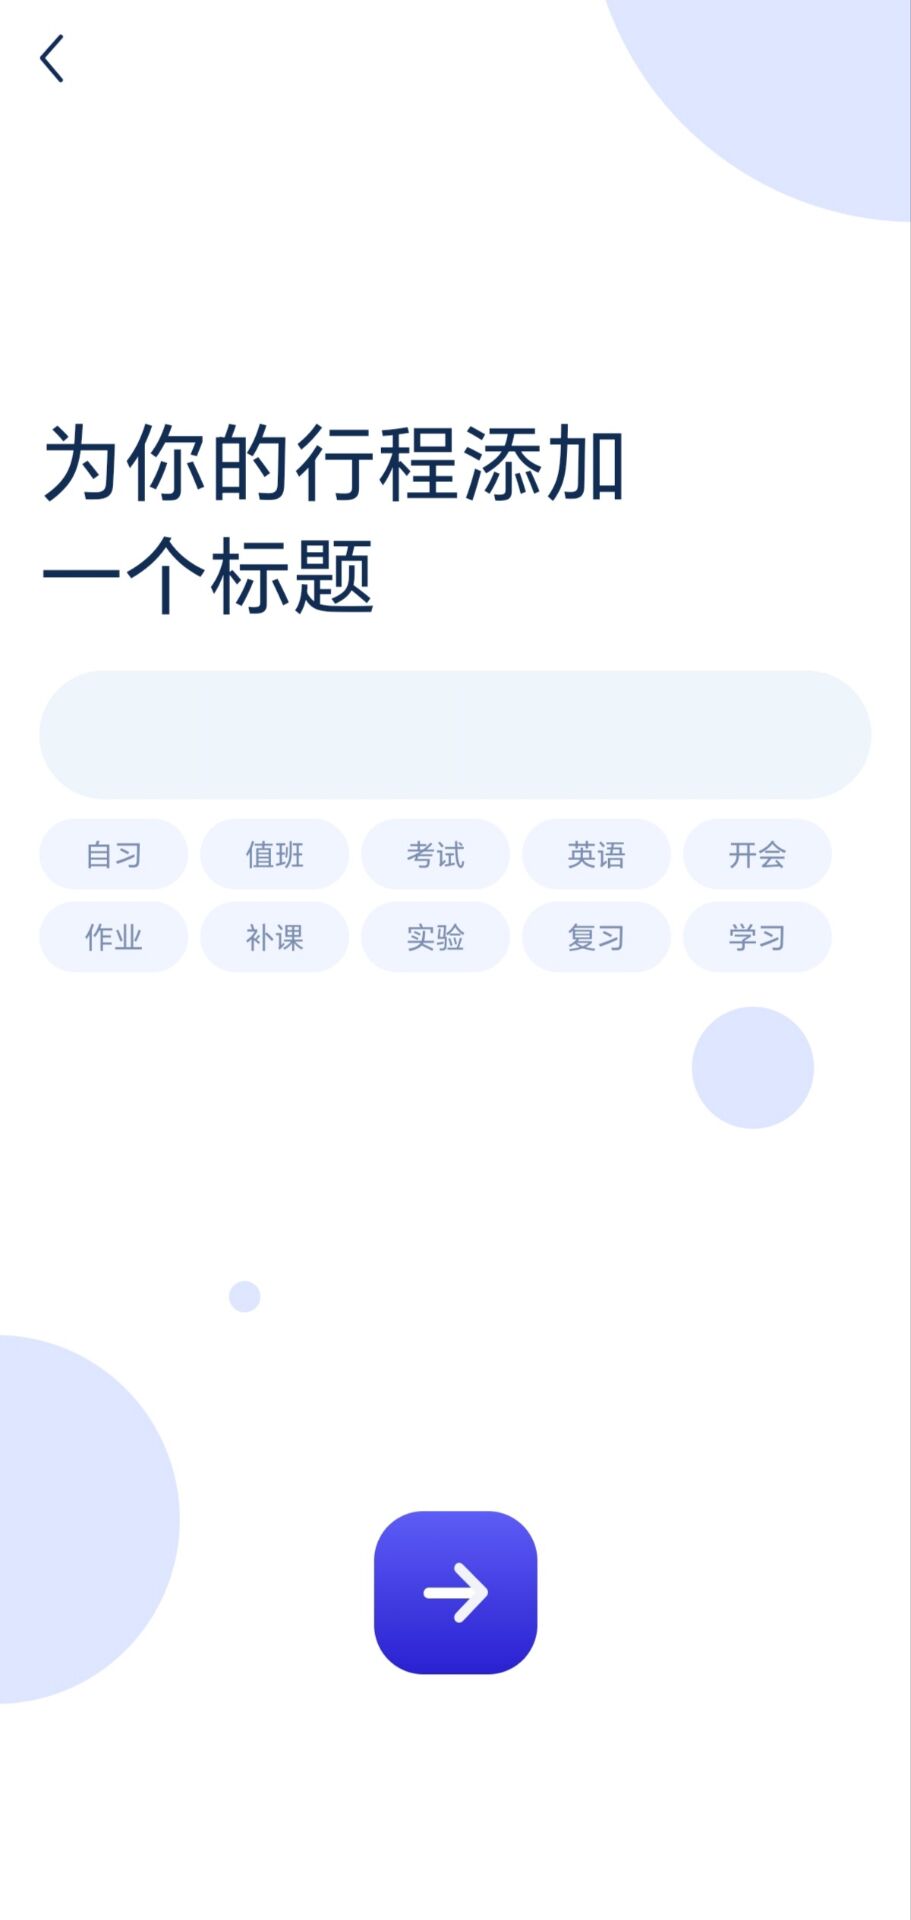 为你的行程添加
一个标题
自习 值班 考试 英语 开会
作业 补课 实验 复习 学习